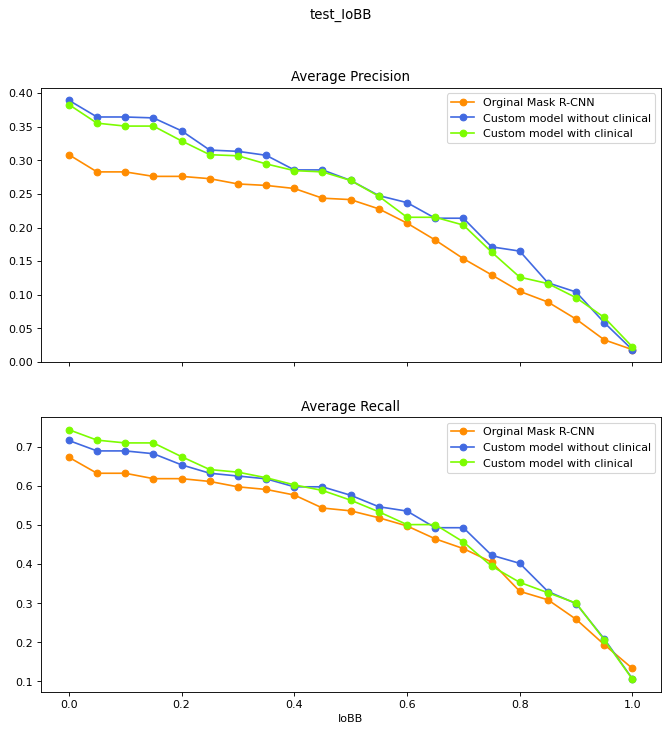 test_IoBB
Average Precision
Orginal Mask R-CNN
Custom model without clinical
Custom model with clinical
0.40
0.35
0.30
0.25
0.20
0.15
0.10
0.05
0.00
Average Recall
Orginal Mask R-CNN
Custom model without clinical
Custom model with clinical
0.7
0.6
0.5
0.4
0.3
0.2
0.1
0.0 0.2 0.4 0.6 0.8 1.0
IoBB